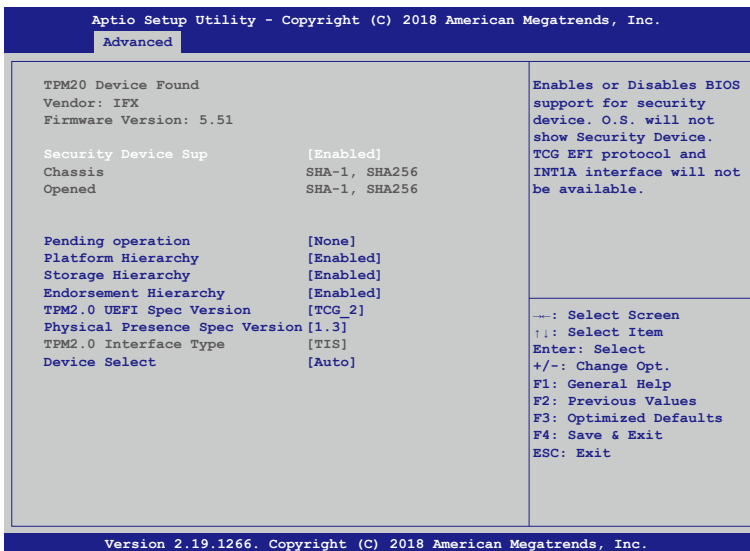 Aptio Setup Utility - Copyright (C) 2018 American Megatrends, Inc.
Advanced
TPM20 Device Found
Vendor: IFX
Firmware Version: 5.51
Security Device Sup [Enabled]
Chassis SHA-1, SHA256
Opened SHA-1, SHA256
Pending operation [None]
Platform Hierarchy [Enabled]
Storage Hierarchy [Enabled]
Endorsement Hierarchy [Enabled]
TPM2.0 UEFI Spec Version [TCG_2]
Physical Presence Spec Version [1.3]
TPM2.0 Interface Type [TIS]
Device Select [Auto]
Enables or Disables BIOS
support for security
device. O.S. will not
show Security Device.
TCG EFI protocol and
INT1A interface will not
be available.
→←: Select Screen
↑↓: Select Item
Enter: Select
+/-: Change Opt.
F1: General Help
F2: Previous Values
F3: Optimized Defaults
F4: Save & Exit
ESC: Exit
Version 2.19.1266. Copyright (C) 2018 American Megatrends, Inc.